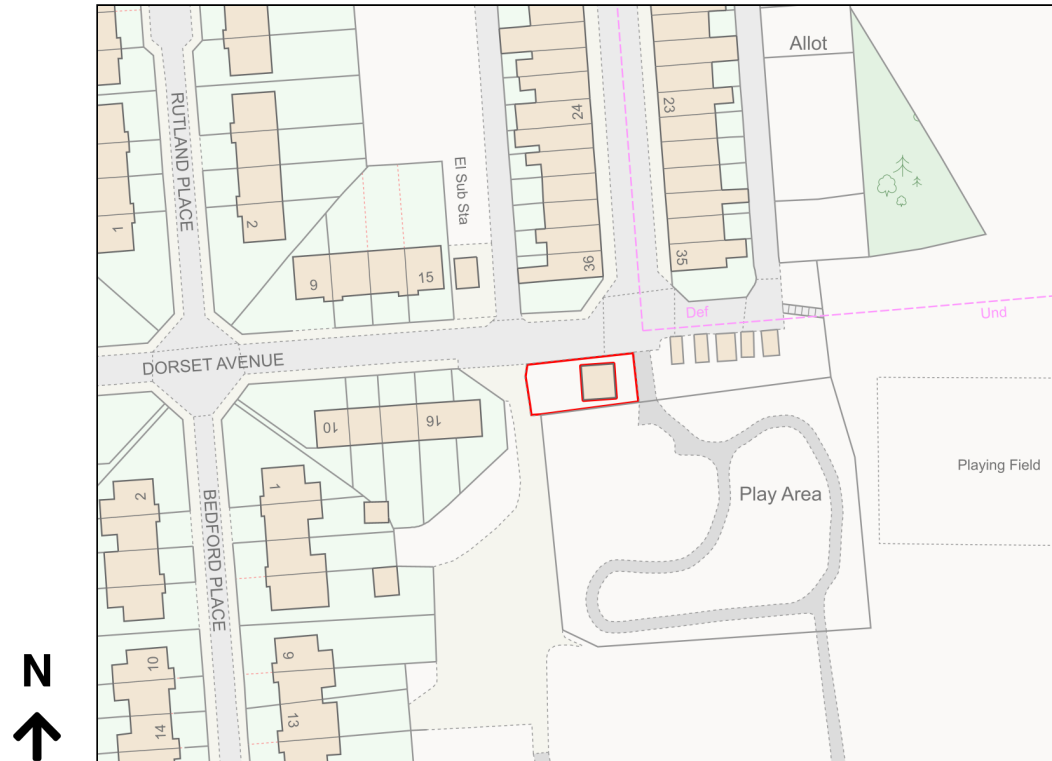 Allot
RUTLAND PLACE
24
23
El Sub Sta
1
2
36
35
9
15
Def
Und
DORSET AVENUE
10
16
Playing Field
Play Area
2
1
BEDFORD PLACE
10
9
14
13
N